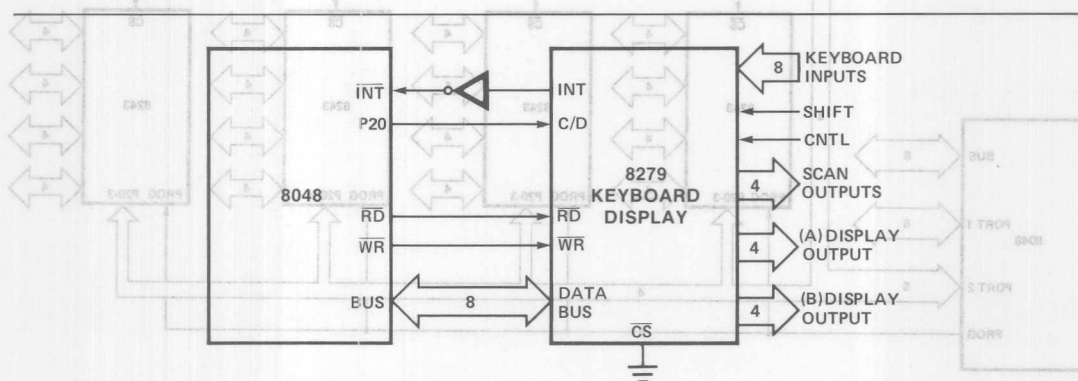 INT
P20
8048
RD
WR
BUS
8
INT
C/D
8279
KEYBOARD
DISPLAY
RD
WR
DATA
BUS
CS
8
KEYBOARD
INPUTS
SHIFT
CNTL
4
SCAN
OUTPUTS
4
(A)DISPLAY
OUTPUT
4
(B)DISPLAY
OUTPUT